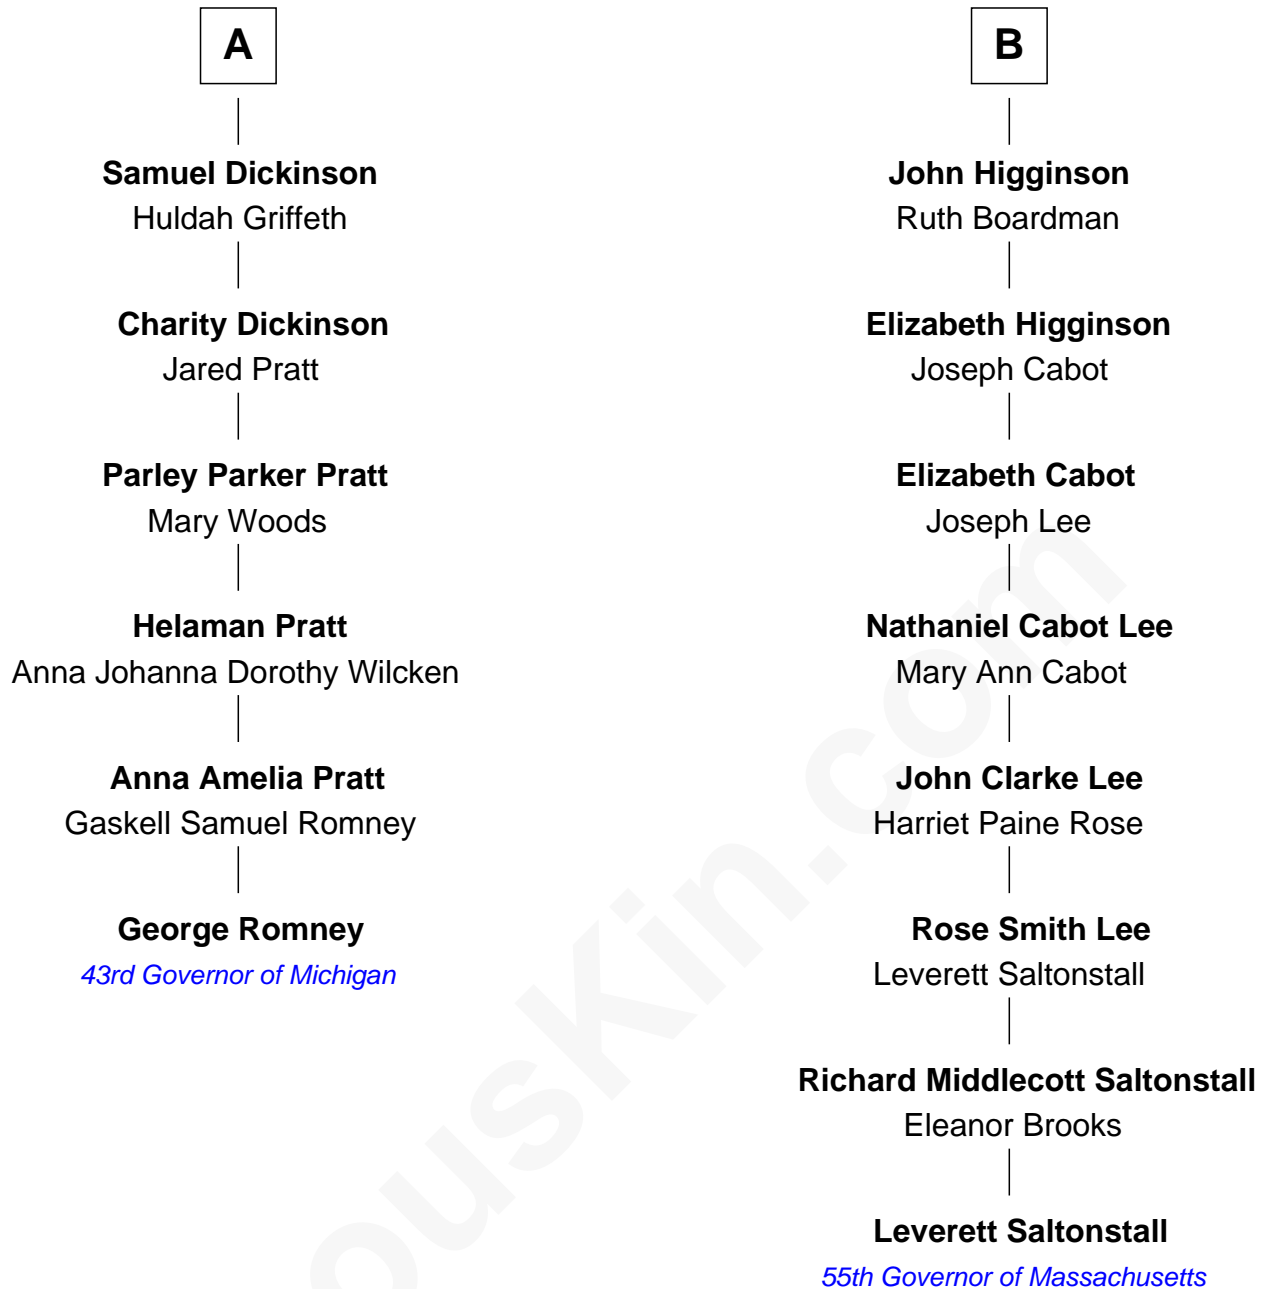 A
Samuel Dickinson
Huldah Griffeth
Charity Dickinson
Jared Pratt
Parley Parker Pratt
Mary Woods
Helaman Pratt
Anna Johanna Dorothy Wilcken
Anna Amelia Pratt
Gaskell Samuel Romney
George Romney
43rd Governor of Michigan
B
John Higginson
Ruth Boardman
Elizabeth Higginson
Joseph Cabot
Elizabeth Cabot
Joseph Lee
Nathaniel Cabot Lee
Mary Ann Cabot
John Clarke Lee
Harriet Paine Rose
Rose Smith Lee
Leverett Saltonstall
Richard Middlecott Saltonstall
Eleanor Brooks
Leverett Saltonstall
55th Governor of Massachusetts
ousKin.com